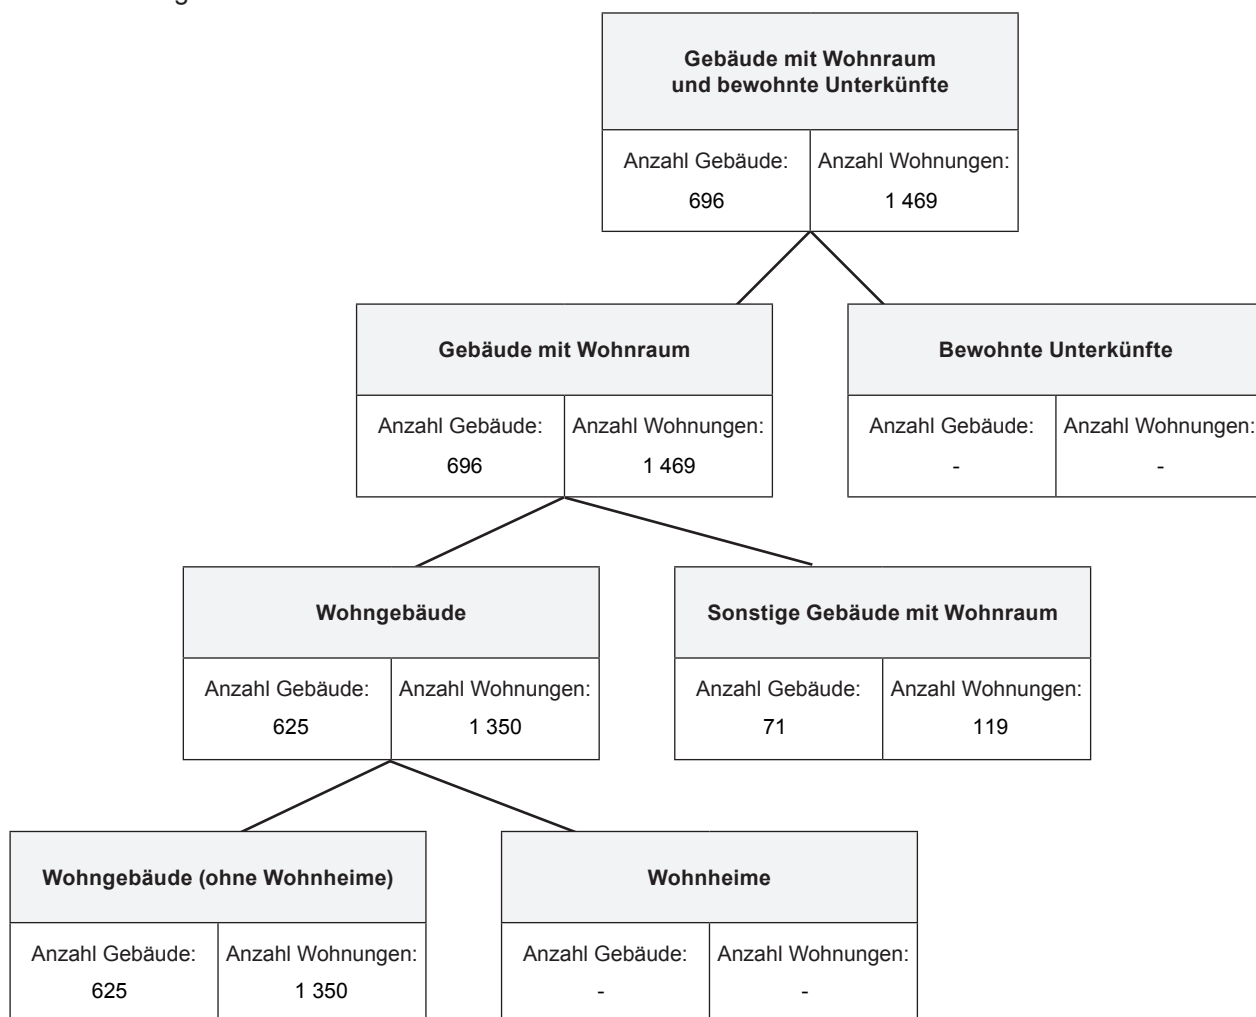 Gebäude mit Wohnraum
und bewohnte Unterkünfte
Anzahl Gebäude: Anzahl Wohnungen:
696 1 469
Gebäude mit Wohnraum Bewohnte Unterkünfte
Anzahl Gebäude: Anzahl Wohnungen: Anzahl Gebäude: Anzahl Wohnungen:
696 1 469 - -
Wohngebäude Sonstige Gebäude mit Wohnraum
Anzahl Gebäude: Anzahl Wohnungen: Anzahl Gebäude: Anzahl Wohnungen:
625 1 350 71 119
Wohngebäude (ohne Wohnheime) Wohnheime
Anzahl Gebäude: Anzahl Wohnungen: Anzahl Gebäude: Anzahl Wohnungen:
625 1 350 - -